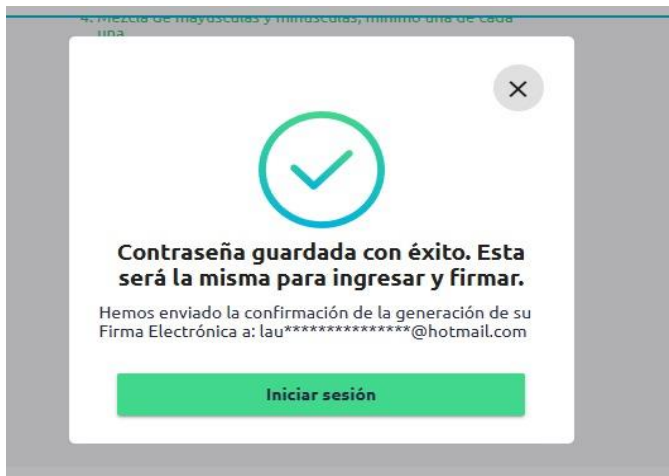 4. Mezcla de mayúsculas y minúsculas, mínimo una de cada
una
Contraseña guardada con éxito. Esta
será la misma para ingresar y firmar.
Hemos enviado la confirmación de la generación de su
Firma Electrónica a: lau***************@hotmail.com
Iniciar sesión